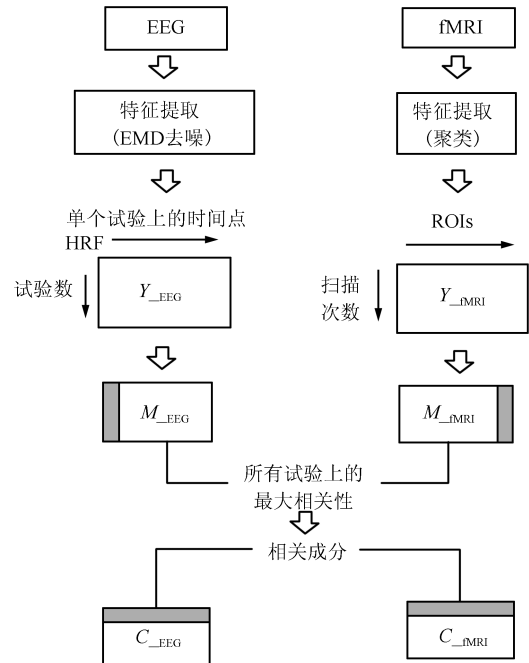 EEG
fMRI
特征提取
(EMD去噪)
特征提取
(聚类)
单个试验上的时间点
HRF
ROIs
试验数
Y_EEG
扫描
次数
Y_fMRI
M_EEG
M_fMRI
所有试验上的
最大相关性
相关成分
C_EEG
C_fMRI